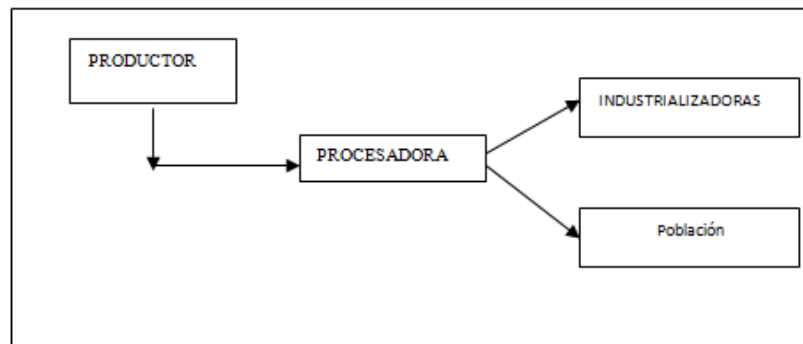 PRODUCTOR
INDUSTRIALIZADORAS
PROCESADORA
Población